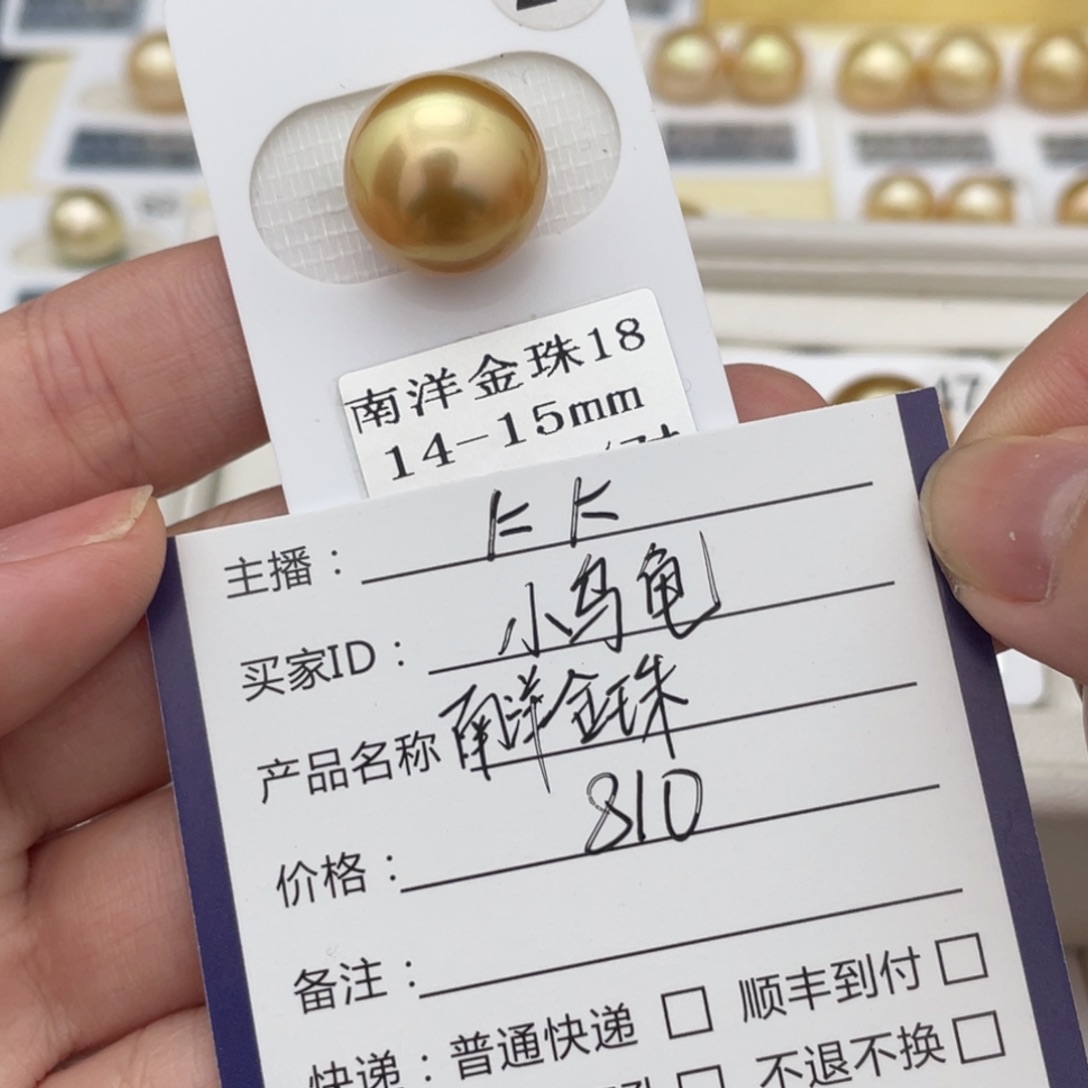 南洋金珠18
14-15mm
主播：卡卡
买家ID：小乌龟
产品名称 南洋金珠
价格：810
备注：
快递：普通快递 □ 顺丰到付 □
不退不换 □